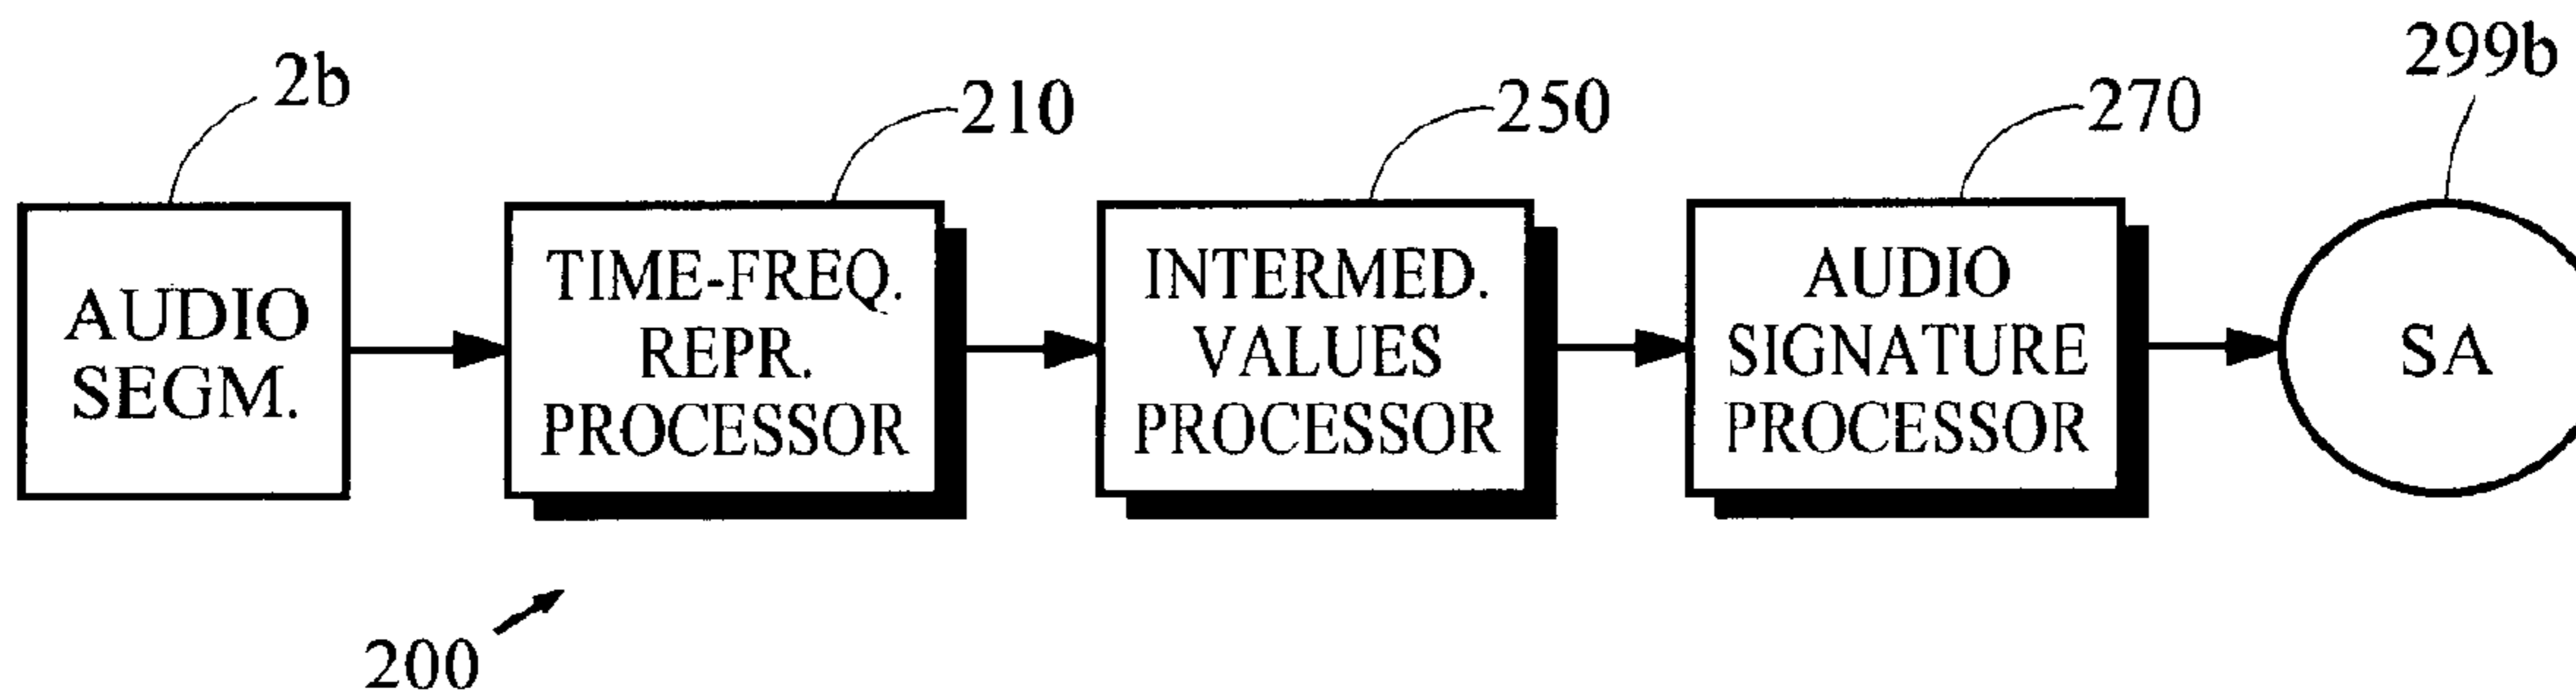 2b
210
250
270
299b
AUDIO
SEGM.
TIME-FREQ.
REPR.
PROCESSOR
INTERMED.
VALUES
PROCESSOR
AUDIO
SIGNATURE
PROCESSOR
SA
200